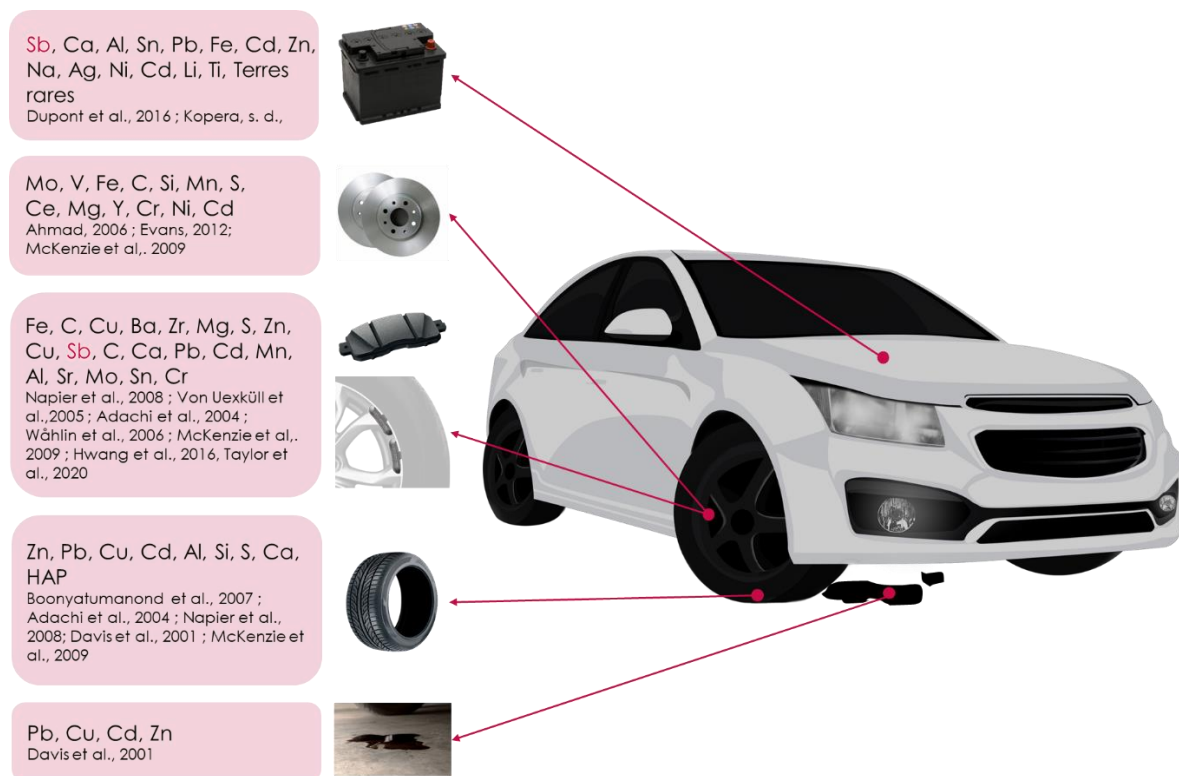 Sb, Ca, Al, Sn, Pb, Fe, Cd, Zn,
Na, Ag, Ni, Cd, Li, Ti, Terres
rares
Dupont et al., 2016 ; Kopera, s. d.,
Mo, V, Fe, C, Si, Mn, S,
Ce, Mg, Y, Cr, Ni, Cd
Ahmad, 2006 ; Evans, 2012;
McKenzie et al,. 2009
Fe, C, Cu, Ba, Zr, Mg, S, Zn,
Cu, Sb, C, Ca, Pb, Cd, Mn,
Al, Sr, Mo, Sn, Cr
Napier et al., 2008 ; Von Uexküll et
al.,2005 ; Adachi et al., 2004 ;
Wåhlin et al., 2006 ; McKenzie et al,.
2009 ; Hwang et al., 2016, Taylor et
al., 2020
Zn, Pb, Cu, Cd, Al, Si, S, Ca,
HAP
Boonyatumanond et al., 2007 ;
Adachi et al., 2004 ; Napier et al.,
2008; Davis et al., 2001 ; McKenzie et
al., 2009
Pb, Cu, Cd, Zn
Davis et al., 2001